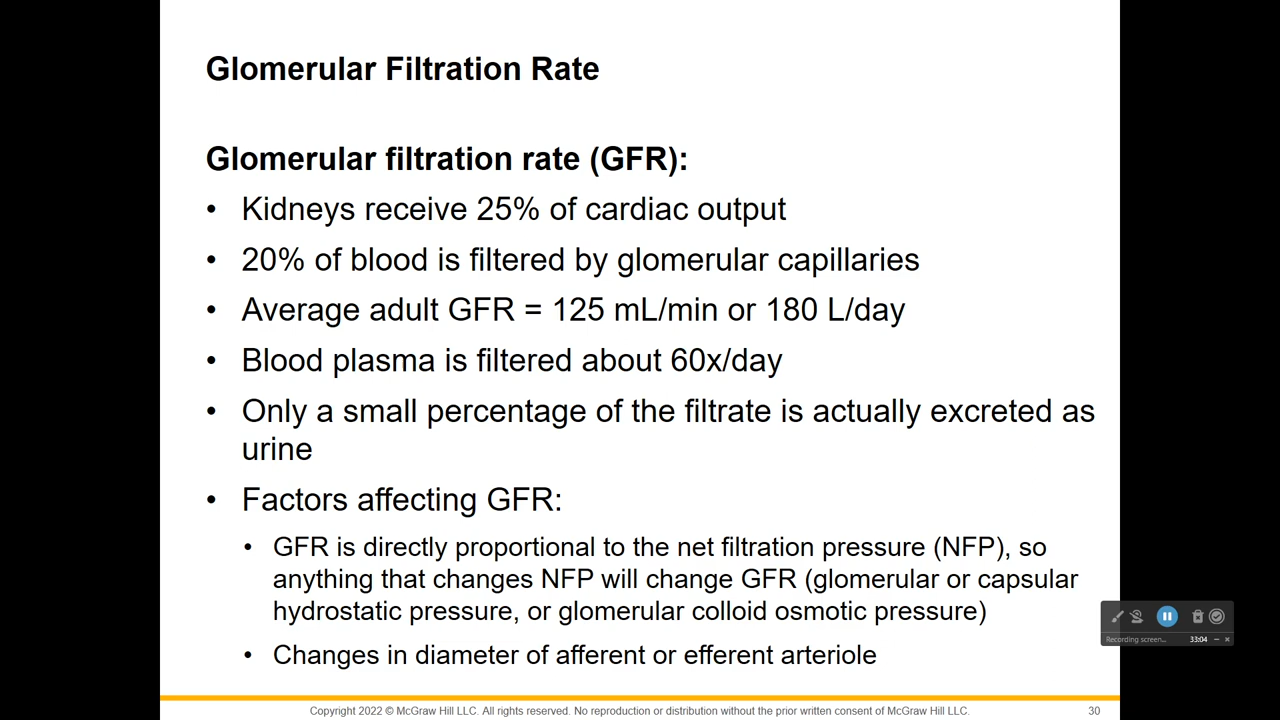 Glomerular Filtration Rate
Glomerular filtration rate (GFR):
• Kidneys receive 25% of cardiac output
• 20% of blood is filtered by glomerular capillaries
• Average adult GFR = 125 mL/min or 180 L/day
• Blood plasma is filtered about 60x/day
• Only a small percentage of the filtrate is actually excreted as
urine
• Factors affecting GFR:
• GFR is directly proportional to the net filtration pressure (NFP), so
anything that changes NFP will change GFR (glomerular or capsular
hydrostatic pressure, or glomerular colloid osmotic pressure)
• Changes in diameter of afferent or efferent arteriole
Recording screen... 33:04
Copyright 2022 © McGraw Hill LLC. All rights reserved. No reproduction or distribution without the prior written consent of McGraw Hill LLC. 30